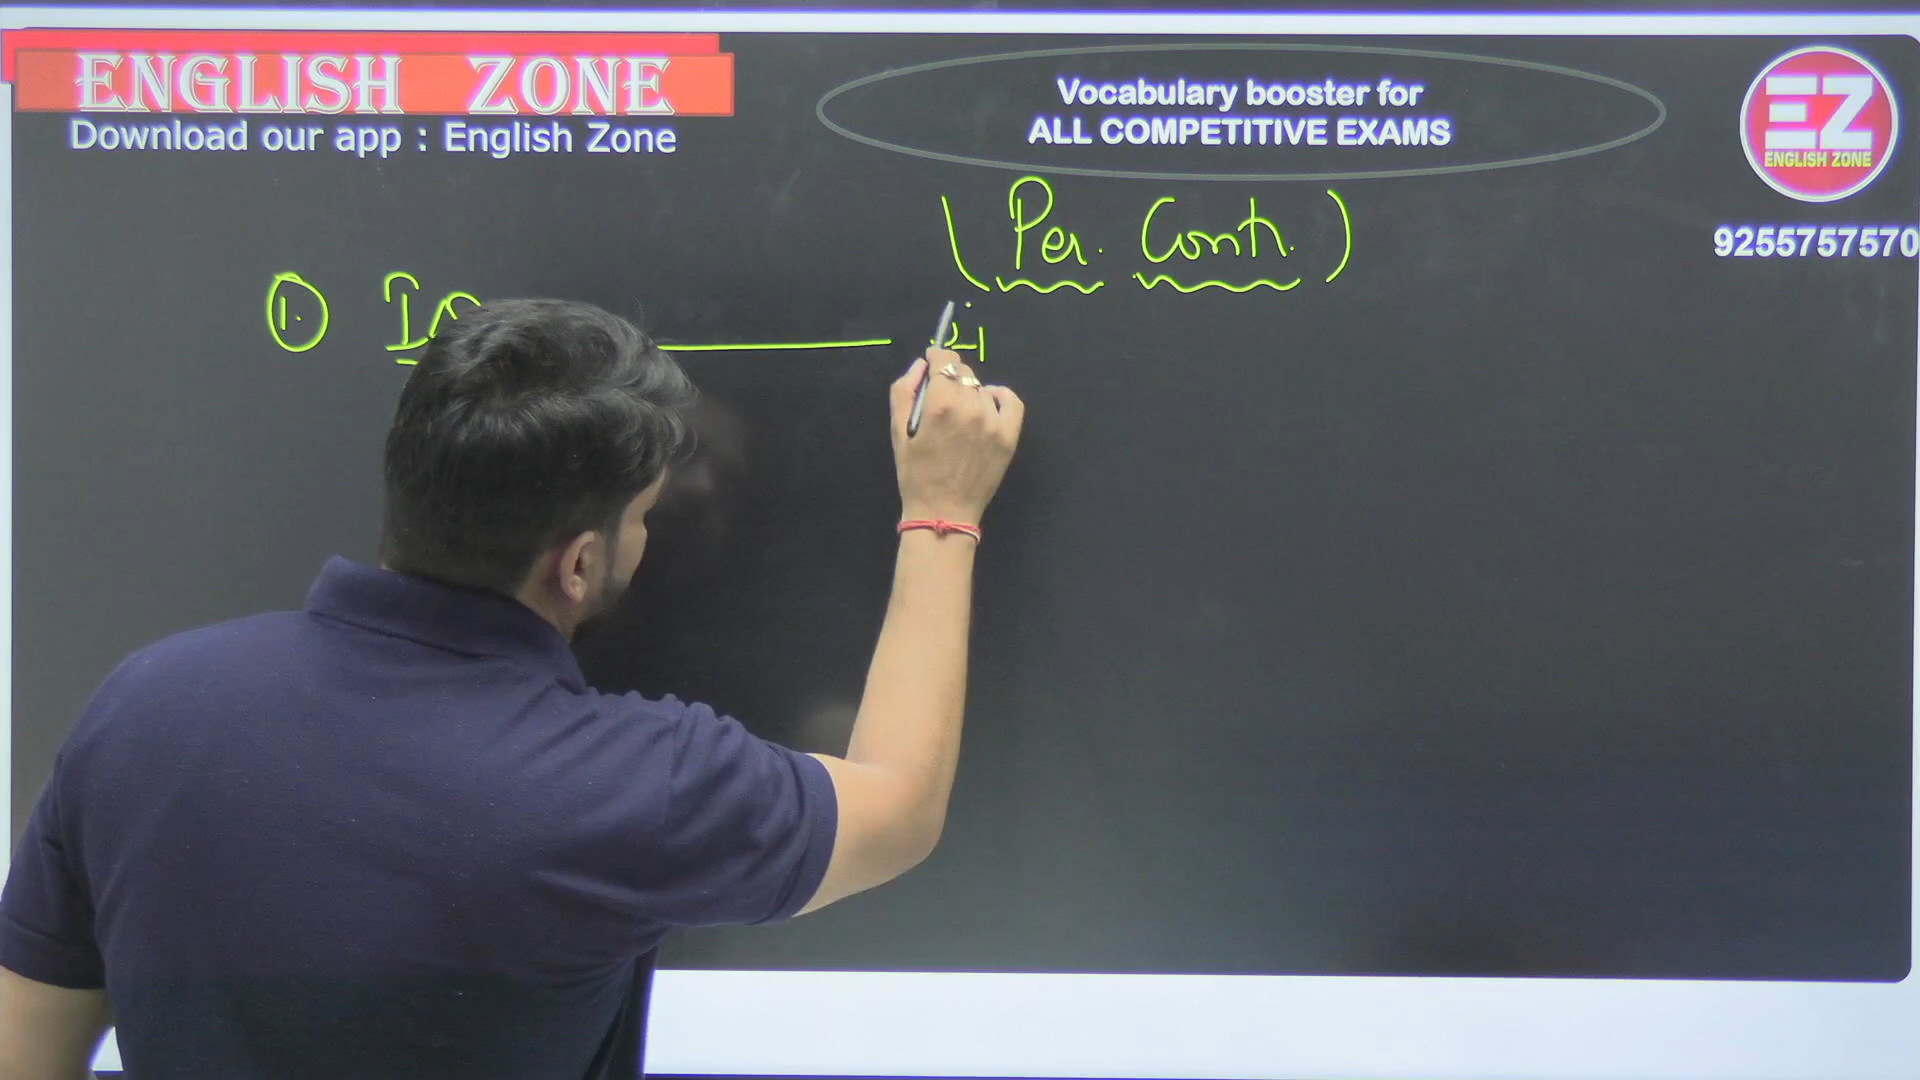 ENGLISH ZONE
Download our app : English Zone
Vocabulary booster for
ALL COMPETITIVE EXAMS
EZ
ENGLISH ZONE
9255757570
(Per. Cont.)
1.